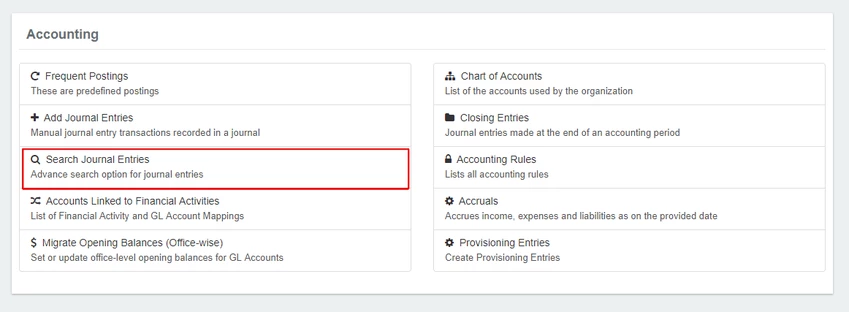 Accounting
Frequent Postings
These are predefined postings
Add Journal Entries
Manual journal entry transactions recorded in a journal
Search Journal Entries
Advance search option for journal entries
Accounts Linked to Financial Activities
List of Financial Activity and GL Account Mappings
Migrate Opening Balances (Office-wise)
Set or update office-level opening balances for GL Accounts
Chart of Accounts
List of the accounts used by the organization
Closing Entries
Journal entries made at the end of an accounting period
Accounting Rules
Lists all accounting rules
Accruals
Accrues income, expenses and liabilities as on the provided date
Provisioning Entries
Create Provisioning Entries